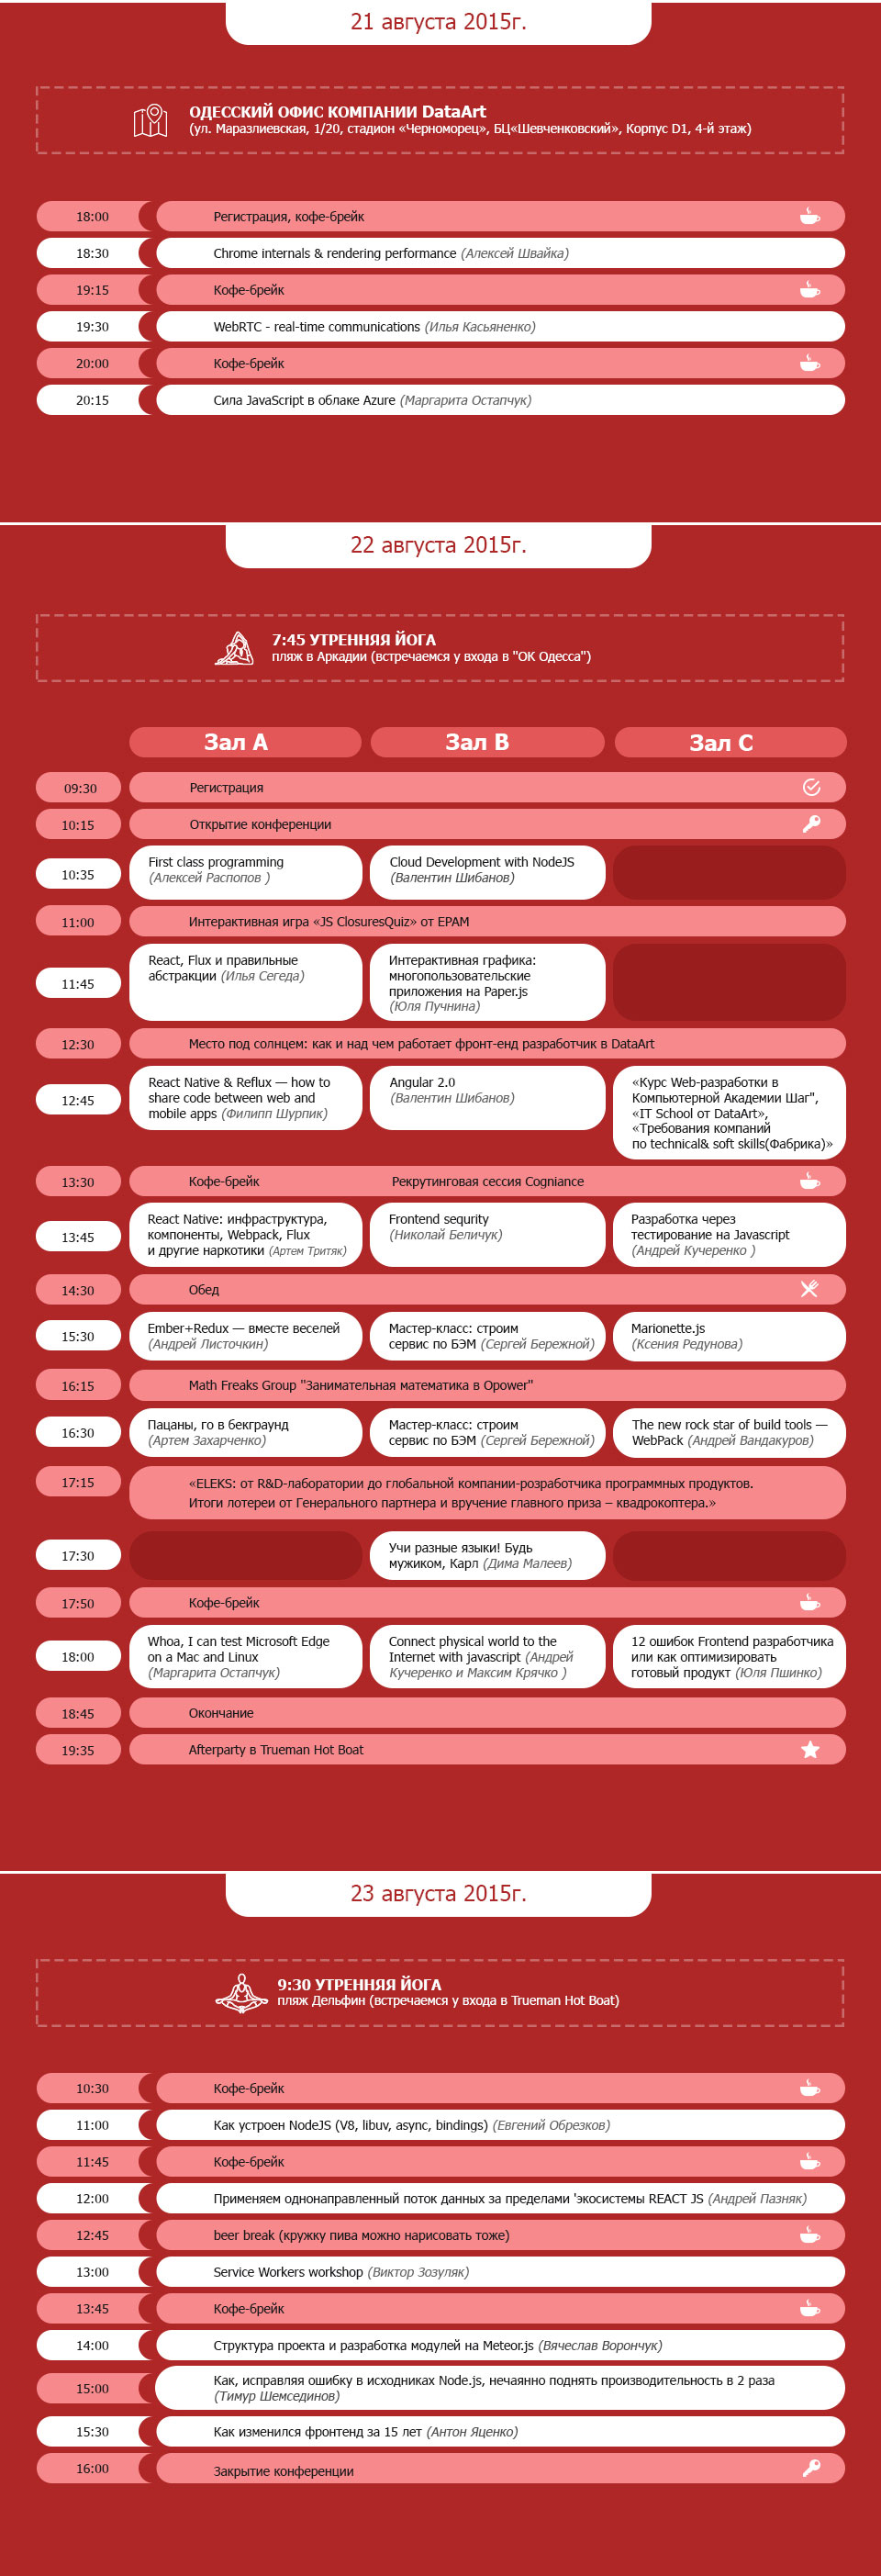 21 августа 2015г.
ОДЕССКИЙ ОФИС КОМПАНИИ DataArt
(ул. Маразлиевская, 1/20, стадион «Черноморец», БЦ«Шевченковский», Корпус D1, 4-й этаж)
18:00 Регистрация, кофе-брейк
18:30 Chrome internals & rendering performance (Алексей Швайка)
19:15 Кофе-брейк
19:30 WebRTC - real-time communications (Илья Касьяненко)
20:00 Кофе-брейк
20:15 Сила JavaScript в облаке Azure (Маргарита Остапчук)
22 августа 2015г.
7:45 УТРЕННЯЯ ЙОГА
пляж в Аркадии (встречаемся у входа в "ОК Одесса")
Зал А Зал В Зал С
09:30 Регистрация
10:15 Открытие конференции
10:35
First class programming
(Алексей Распопов )
Cloud Development with NodeJS
(Валентин Шибанов)
11:00 Интерактивная игра «JS ClosuresQuiz» от EPAM
11:45
React, Flux и правильные
абстракции (Илья Сегеда)
Интерактивная графика:
многопользовательские
приложения на Paper.js
(Юля Пучнина)
12:30 Место под солнцем: как и над чем работает фронт-енд разработчик в DataArt
12:45
React Native & Reflux — how to
share code between web and
mobile apps (Филипп Шурпик)
Angular 2.0
(Валентин Шибанов)
«Курс Web-разработки в
Компьютерной Академии Шаг",
«IT School от DataArt»,
«Требования компаний
по technical& soft skills(Фабрика)»
13:30 Кофе-брейк Рекрутинговая сессия Cogniance
13:45
React Native: инфраструктура,
компоненты, Webpack, Flux
и другие наркотики (Артем Тритяк)
Frontend sequrity
(Николай Беличук)
Разработка через
тестирование на Javascript
(Андрей Кучеренко )
14:30 Обед
15:30
Ember+Redux — вместе веселей
(Андрей Листочкин)
Мастер-класс: строим
сервис по БЭМ (Сергей Бережной)
Marionette.js
(Ксения Редунова)
16:15 Math Freaks Group "Занимательная математика в Opower"
16:30
Пацаны, го в бекграунд
(Артем Захарченко)
Мастер-класс: строим
сервис по БЭМ (Сергей Бережной)
The new rock star of build tools —
WebPack (Андрей Вандакуров)
17:15
«ELEKS: от R&D-лаборатории до глобальной компании-розработчика программных продуктов.
Итоги лотереи от Генерального партнера и вручение главного приза – квадрокоптера.»
17:30
Учи разные языки! Будь
мужиком, Карл (Дима Малеев)
17:50 Кофе-брейк
18:00
Whoa, I can test Microsoft Edge
on a Mac and Linux
(Маргарита Остапчук)
Connect physical world to the
Internet with javascript (Андрей
Кучеренко и Максим Крячко )
12 ошибок Frontend разработчика
или как оптимизировать
готовый продукт (Юля Пшинко)
18:45 Окончание
19:35 Afterparty в Trueman Hot Boat
23 августа 2015г.
9:30 УТРЕННЯЯ ЙОГА
пляж Дельфин (встречаемся у входа в Trueman Hot Boat)
10:30 Кофе-брейк
11:00 Как устроен NodeJS (V8, libuv, async, bindings) (Евгений Обрезков)
11:45 Кофе-брейк
12:00 Применяем однонаправленный поток данных за пределами 'экосистемы REACT JS (Андрей Пазняк)
12:45 beer break (кружку пива можно нарисовать тоже)
13:00 Service Workers workshop (Виктор Зозуляк)
13:45 Кофе-брейк
14:00 Структура проекта и разработка модулей на Meteor.js (Вячеслав Ворончук)
15:00
Как, исправляя ошибку в исходниках Node.js, нечаянно поднять производительность в 2 раза
(Тимур Шемсединов)
15:30 Как изменился фронтенд за 15 лет (Антон Яценко)
16:00 Закрытие конференции